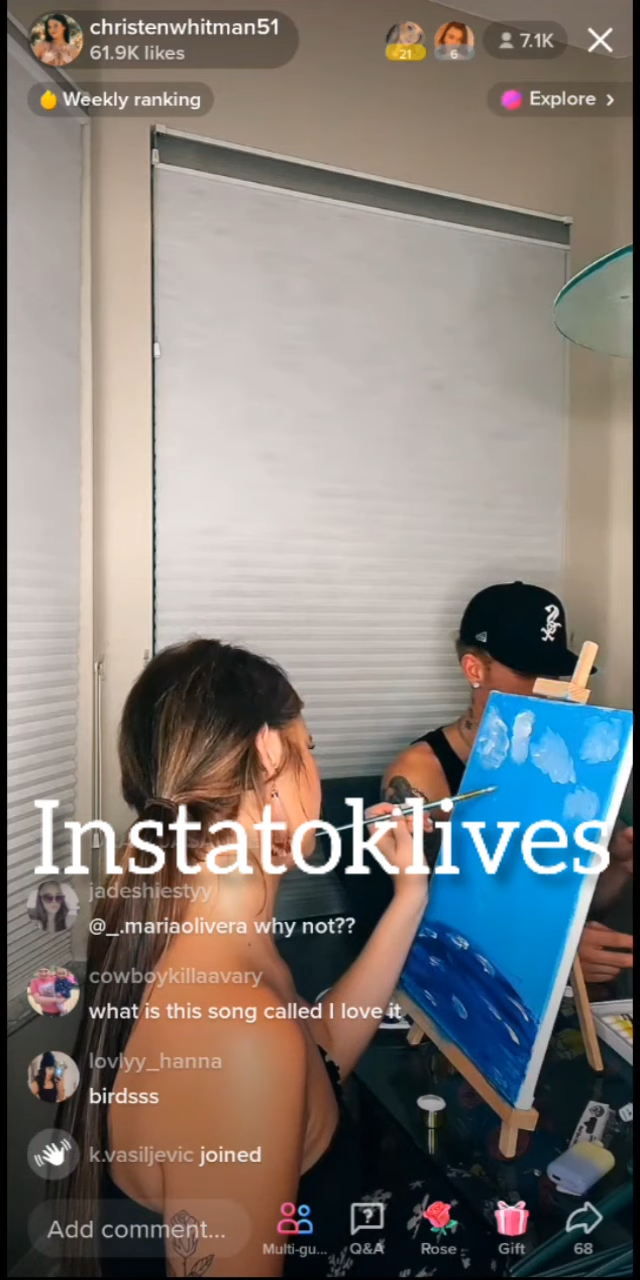 christenwhitman51
61.9K likes
21
6
7.1K
Weekly ranking
Explore >
Instatoklives
jadeshiestyy
@_.mariaolivera why not??
cowboykillaavary
what is this song called I love it
lovlyy_hanna
birdsss
k.vasiljevic joined
Add comment...
Multi-gu...
Q&A
Rose
Gift
68